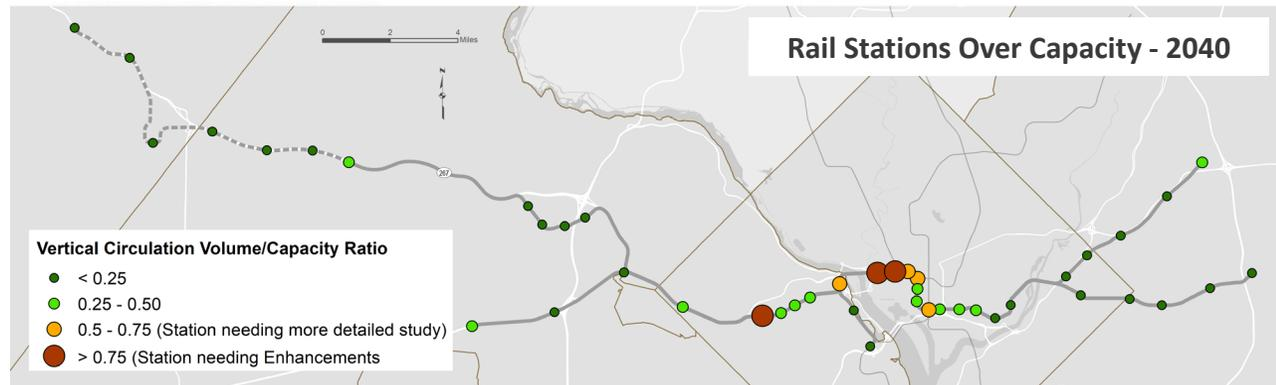 Rail Stations Over Capacity - 2040
0 2 4
Miles
N
267
Vertical Circulation Volume/Capacity Ratio
< 0.25
0.25 - 0.50
0.5 - 0.75 (Station needing more detailed study)
> 0.75 (Station needing Enhancements